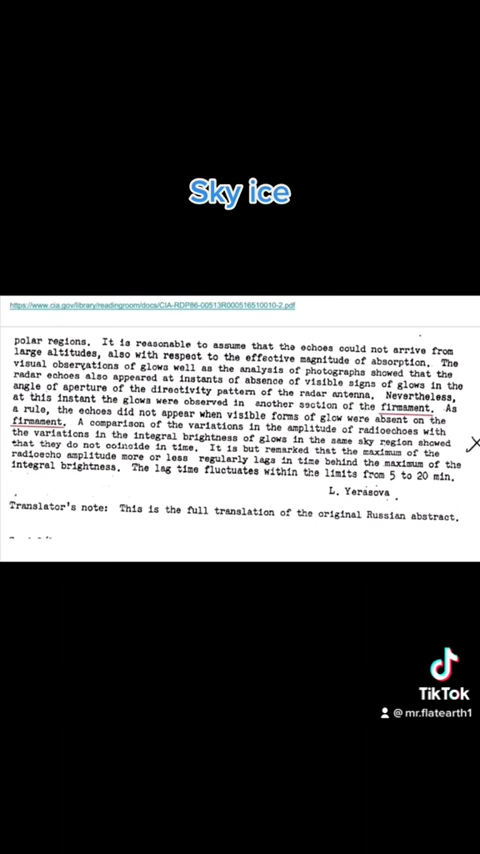 Sky ice
https://www.cia.gov/library/readingroom/docs/CIA-RDP86-00513R000516510010-2.pdf
polar regions. It is reasonable to assume that the echoes could not arrive from
large altitudes, also with respect to the effective magnitude of absorption. The
visual observations of glows well as the analysis of photographs showed that the
radar echoes also appeared at instants of absence of visible signs of glows in the
angle of aperture of the directivity pattern of the radar antenna. Nevertheless,
at this instant the glows were observed in another section of the firmament. As
a rule, the echoes did not appear when visible forms of glow were absent on the
firmament. A comparison of the variations in the amplitude of radioechoes with
the variations in the integral brightness of glows in the same sky region showed
that they do not coincide in time. It is but remarked that the maximum of the
radioecho amplitude more or less regularly lags in time behind the maximum of the
integral brightness. The lag time fluctuates within the limits from 5 to 20 min.
L. Yerasova
Translator's note: This is the full translation of the original Russian abstract.
TikTok
@mr.flatearth1